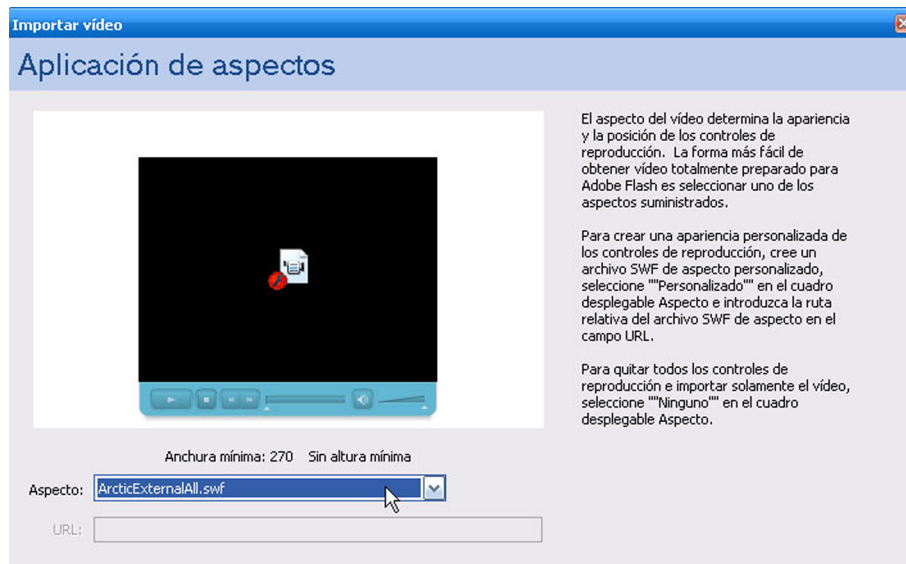 Importar vídeo
Aplicación de aspectos
El aspecto del vídeo determina la apariencia
y la posición de los controles de
reproducción. La forma más fácil de
obtener vídeo totalmente preparado para
Adobe Flash es seleccionar uno de los
aspectos suministrados.
Para crear una apariencia personalizada de
los controles de reproducción, cree un
archivo SWF de aspecto personalizado,
seleccione ""Personalizado"" en el cuadro
desplegable Aspecto e introduzca la ruta
relativa del archivo SWF de aspecto en el
campo URL.
Para quitar todos los controles de
reproducción e importar solamente el vídeo,
seleccione ""Ninguno"" en el cuadro
desplegable Aspecto.
Anchura mínima: 270 Sin altura mínima
Aspecto: ArcticExternalAll.swf
URL: